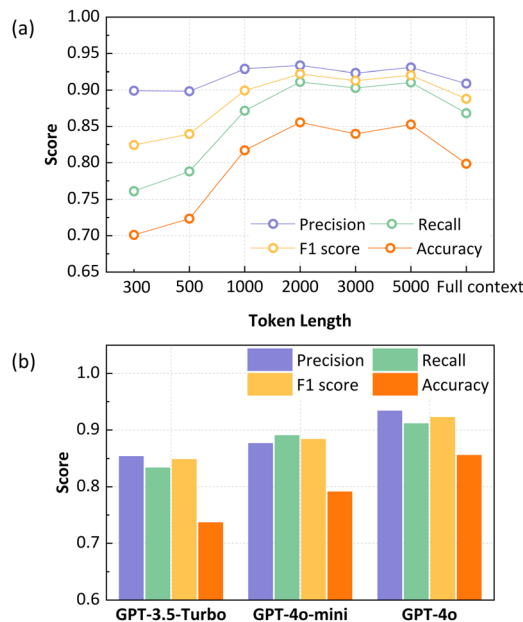 (a)
1.00
0.95
0.90
0.85
0.80
0.75
0.70
0.65
Score
Precision
Recall
F1 score
Accuracy
300 500 1000 2000 3000 5000 Full context
Token Length
(b)
Precision
Recall
F1 score
Accuracy
1.0
0.9
0.8
0.7
0.6
Score
GPT-3.5-Turbo GPT-4o-mini GPT-4o